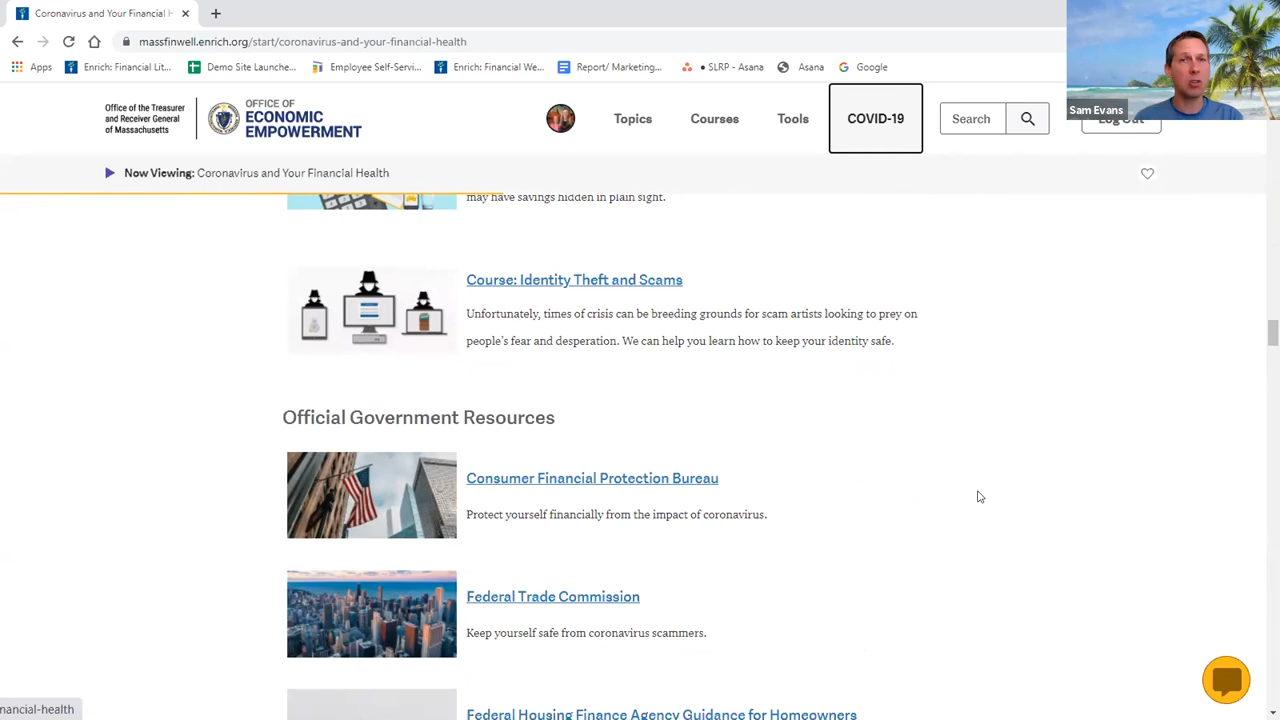 Coronavirus and Your Financial H
massfinwell.enrich.org/start/coronavirus-and-your-financial-health
Apps
Enrich: Financial Lit...
Demo Site Launche...
Employee Self-Servi...
Enrich: Financial We...
Report/ Marketing...
● SLRP - Asana
Asana
Google
Sam Evans
Office of the Treasurer
and Receiver General
of Massachusetts
OFFICE OF
ECONOMIC
EMPOWERMENT
Topics
Courses
Tools
COVID-19
Search
Log Out
Now Viewing: Coronavirus and Your Financial Health
may have savings hidden in plain sight.
Course: Identity Theft and Scams
Unfortunately, times of crisis can be breeding grounds for scam artists looking to prey on
people's fear and desperation. We can help you learn how to keep your identity safe.
Official Government Resources
Consumer Financial Protection Bureau
Protect yourself financially from the impact of coronavirus.
Federal Trade Commission
Keep yourself safe from coronavirus scammers.
Federal Housing Finance Agency Guidance for Homeowners
nancial-health